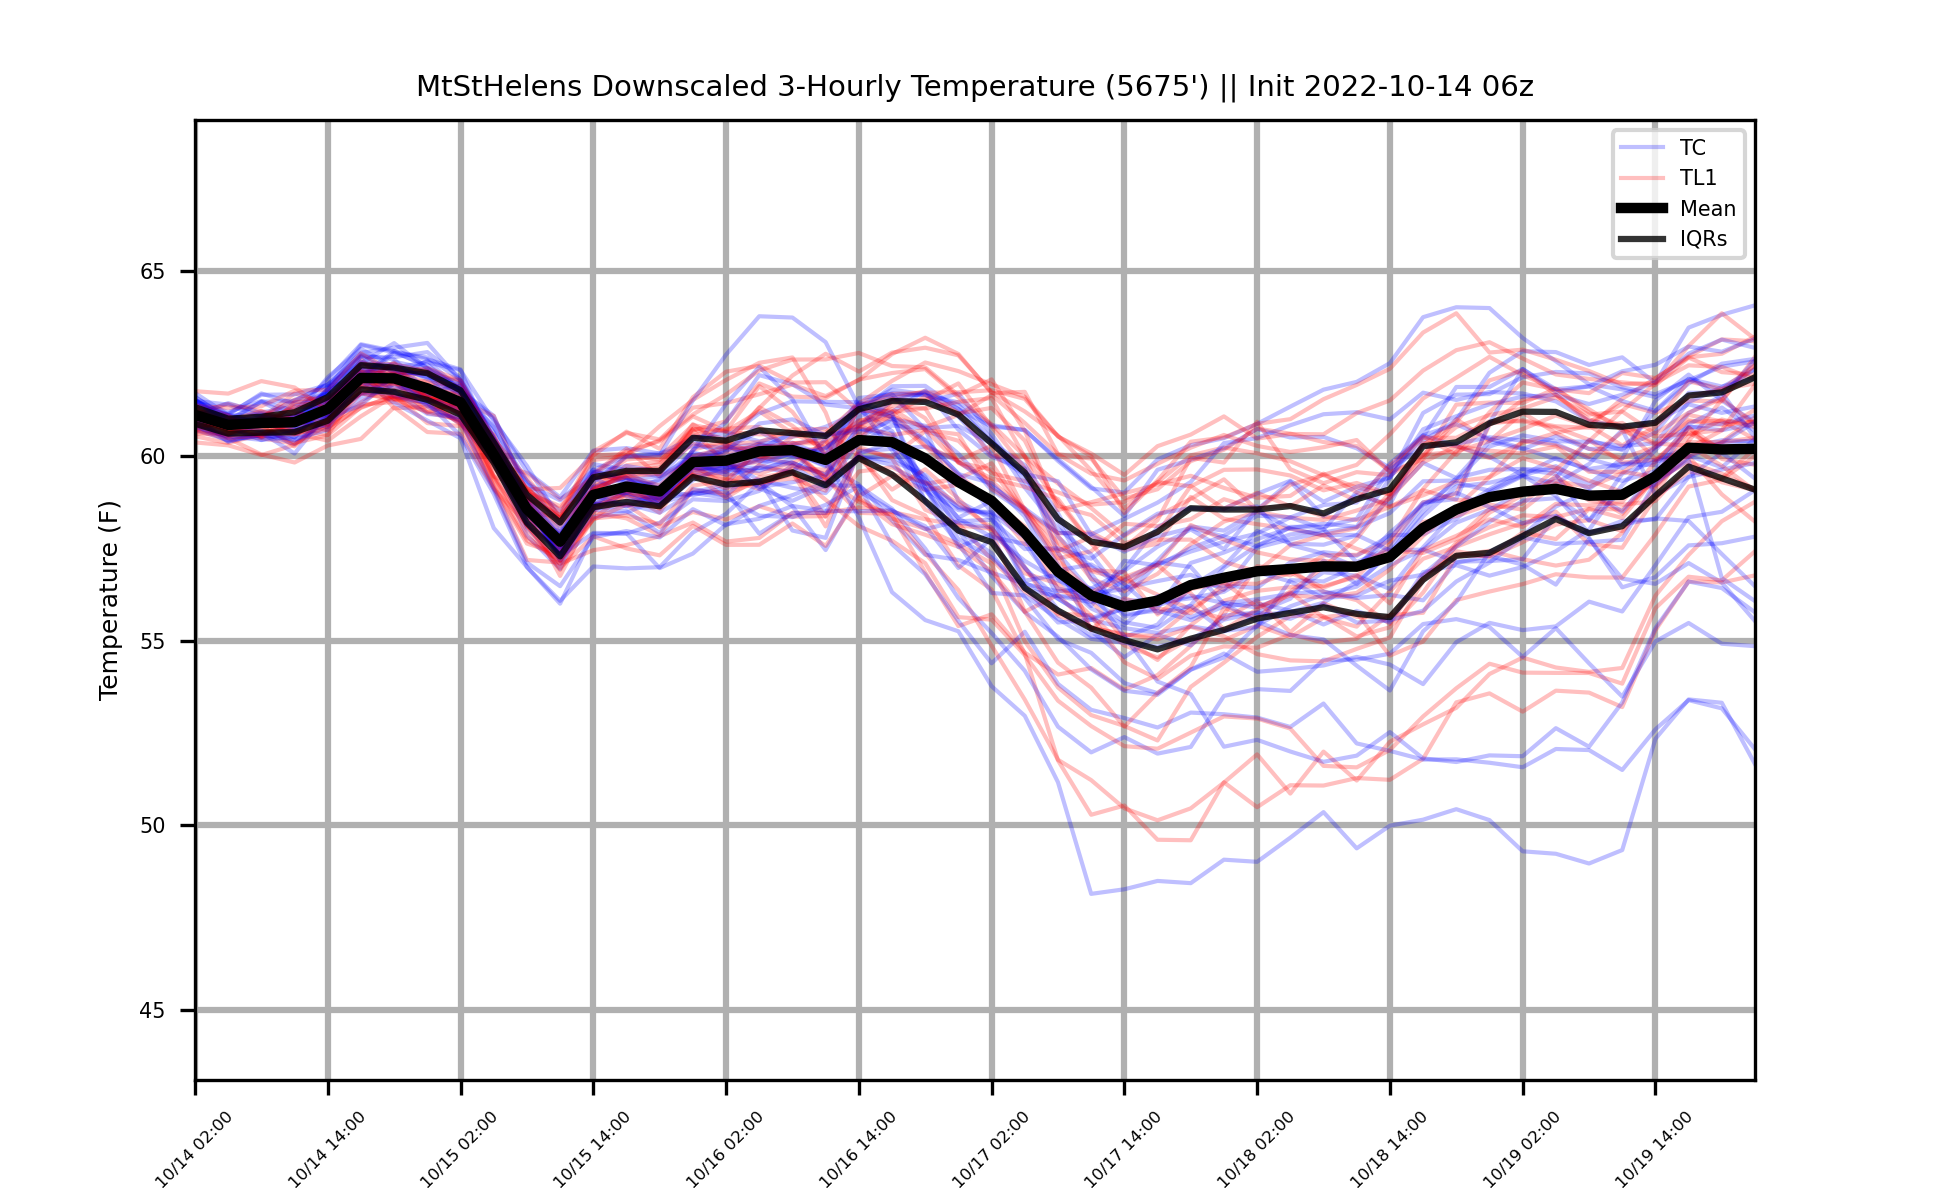 MtStHelens Downscaled 3-Hourly Temperature (5675') || Init 2022-10-14 06z
TC
TL1
Mean
IQRs
Temperature (F)
65
60
55
50
45
10/14 02:00
10/14 14:00
10/15 02:00
10/15 14:00
10/16 02:00
10/16 14:00
10/17 02:00
10/17 14:00
10/18 02:00
10/18 14:00
10/19 02:00
10/19 14:00